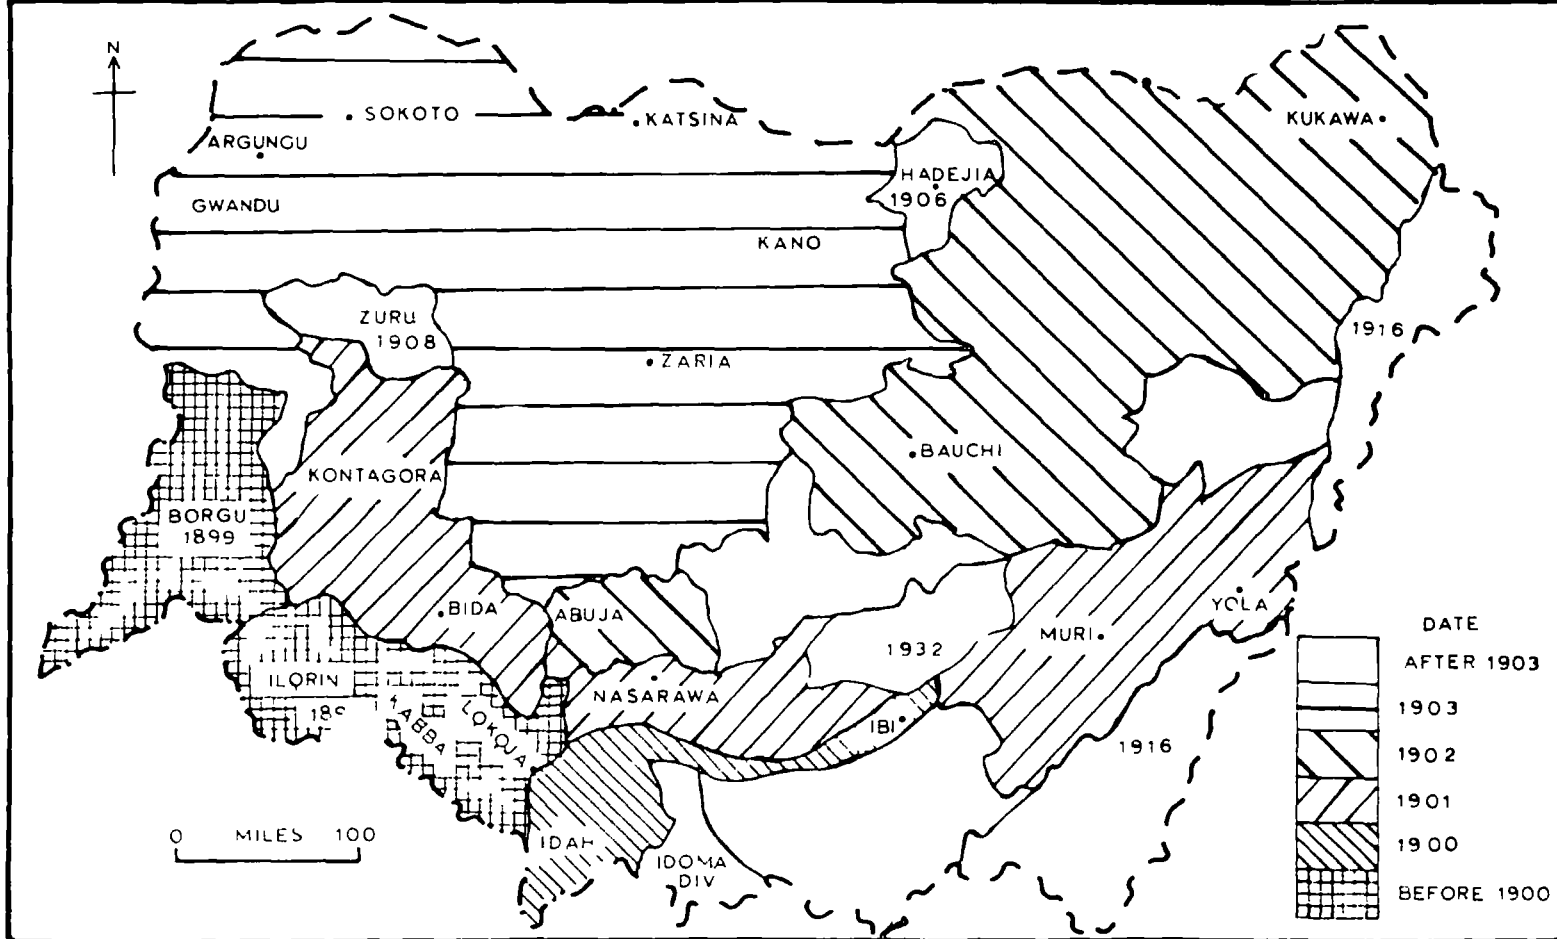 N
SOKOTO
KATSINA
KUKAWA
ARGUNGU
HADEJIA
1906
GWANDU
KANO
ZURU
1908
1916
ZARIA
BAUCHI
KONTAGORA
BORGU
1899
BIDA
ABUJA
YOLA
MURI
1932
ILORIN
NASARAWA
KABBA
LOKOJA
IBI
1916
0 MILES 100
IDAH
IDOMA
DIV
DATE
AFTER 1903
1903
1902
1901
1900
BEFORE 1900